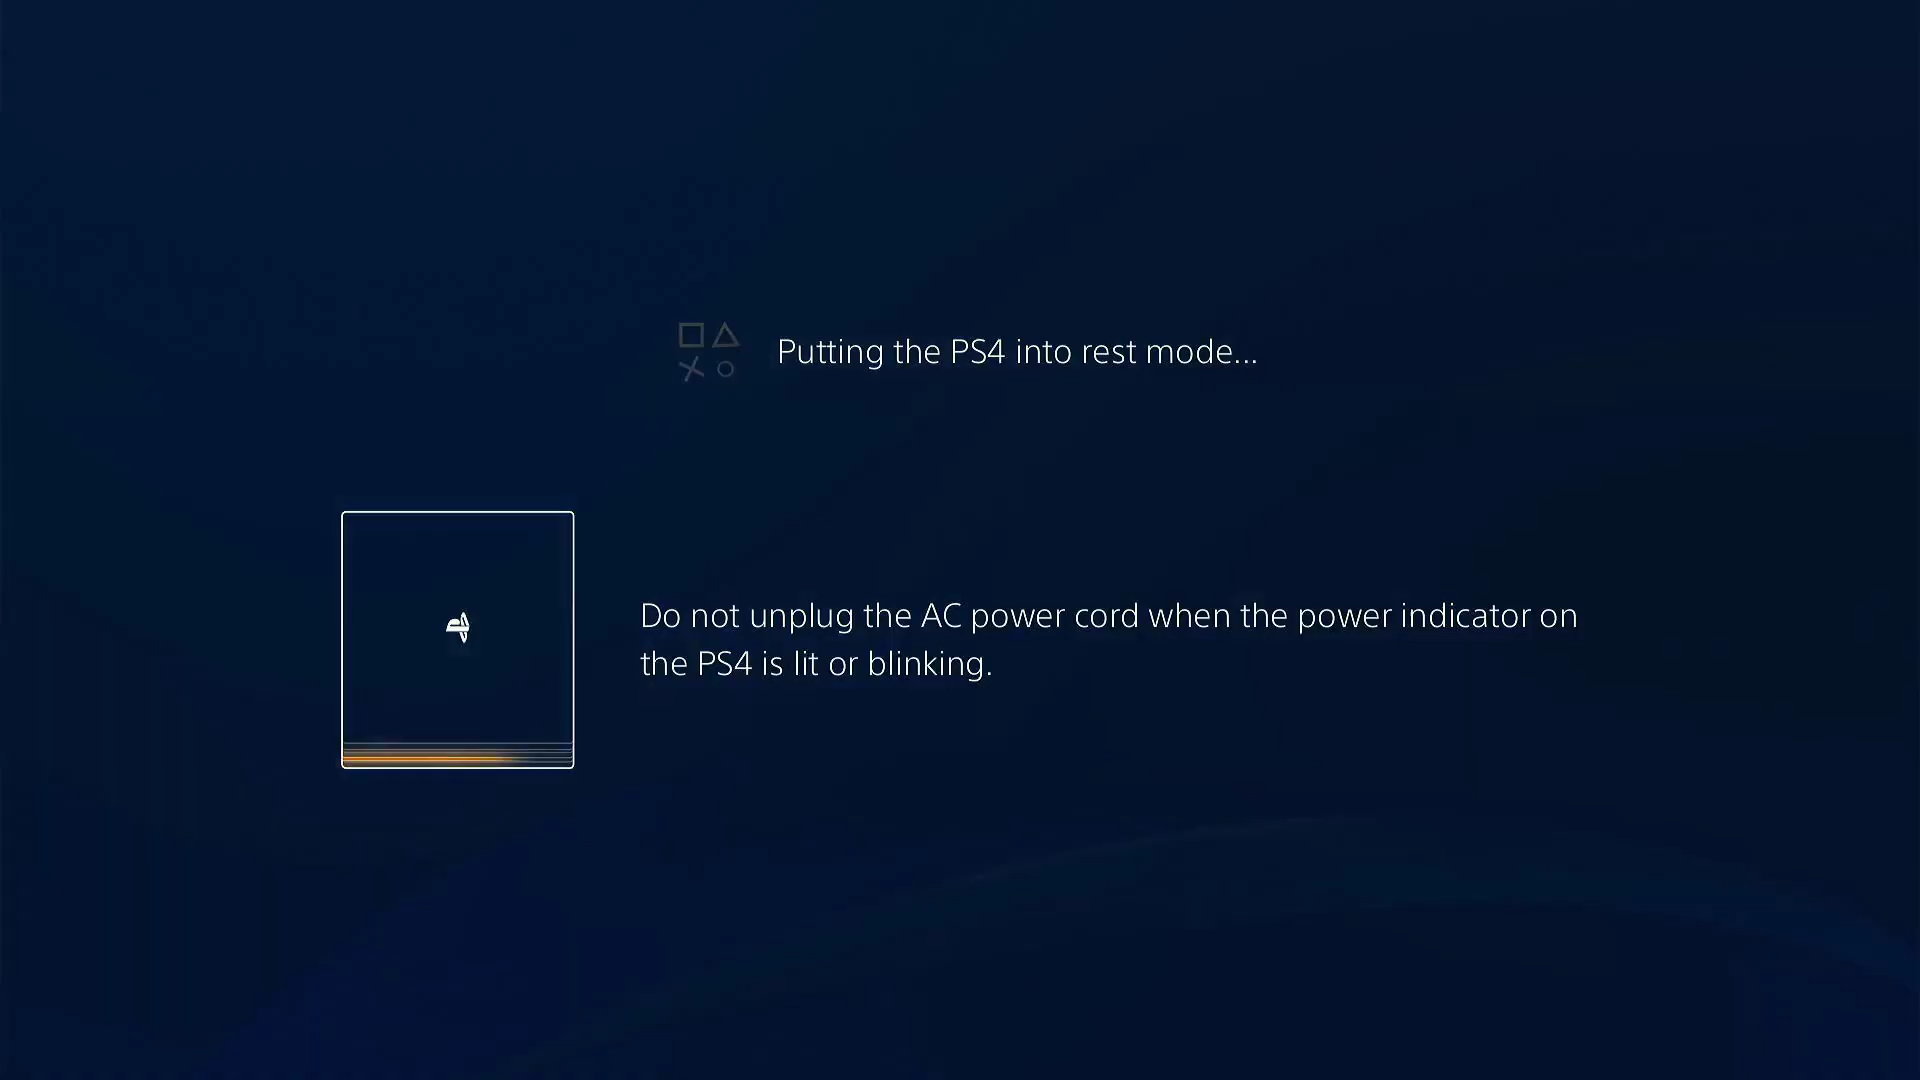 Putting the PS4 into rest mode...
Do not unplug the AC power cord when the power indicator on
the PS4 is lit or blinking.